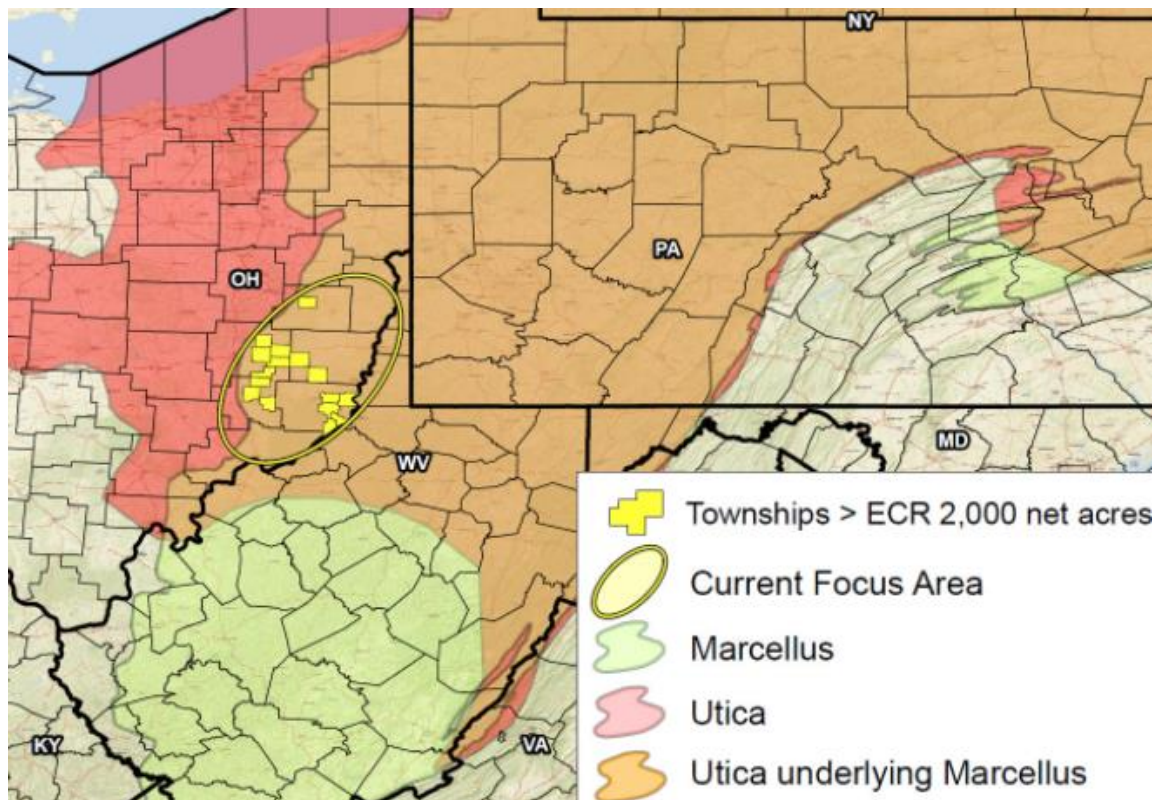 NY
PA
OH
WV
MD
KY
VA
Townships > ECR 2,000 net acres
Current Focus Area
Marcellus
Utica
Utica underlying Marcellus